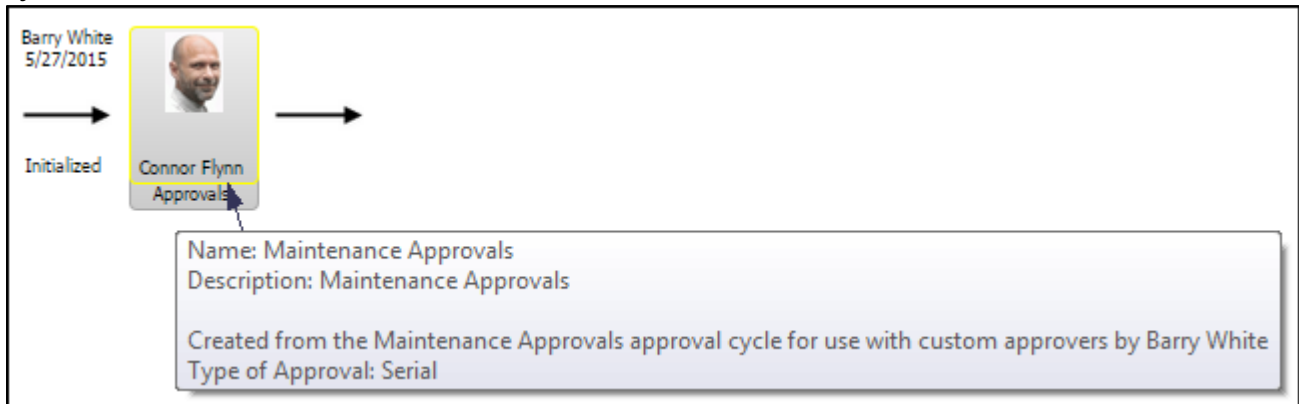 Barry White
5/27/2015
Initialized
Connor Flynn
Approvals
Name: Maintenance Approvals
Description: Maintenance Approvals
Created from the Maintenance Approvals approval cycle for use with custom approvers by Barry White
Type of Approval: Serial